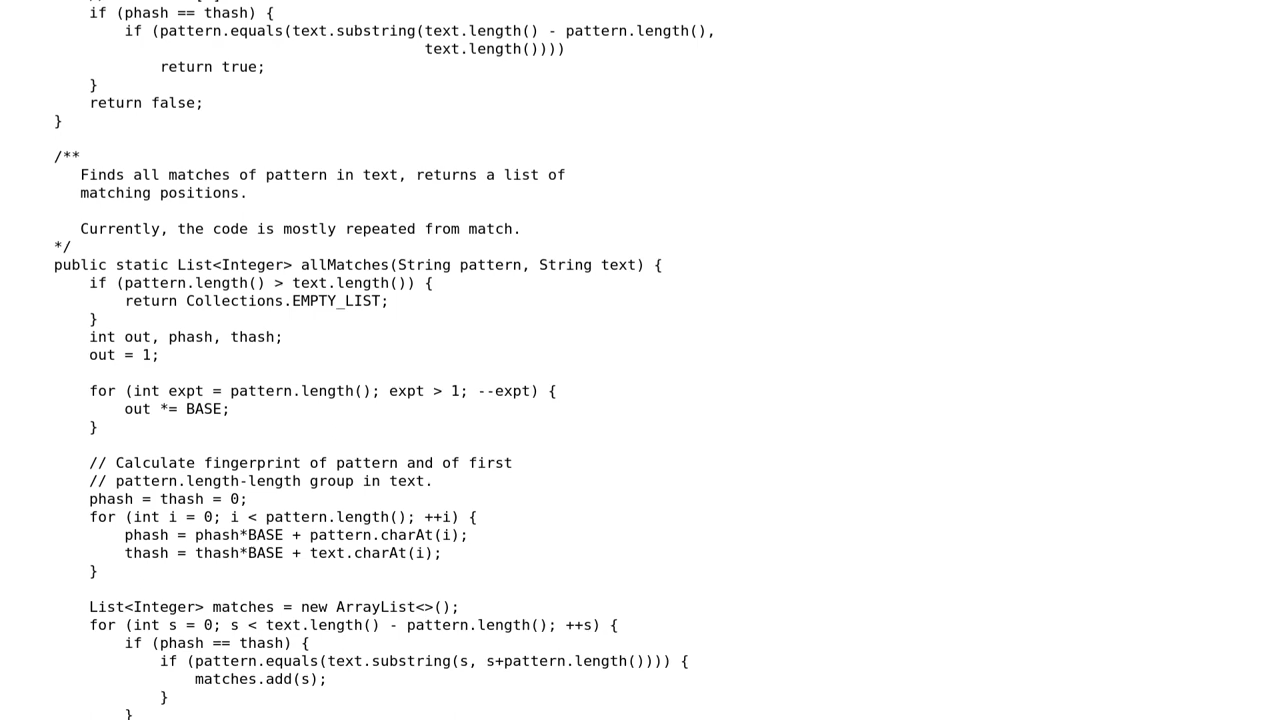 if (phash == thash) {
if (pattern.equals(text.substring(text.length() - pattern.length(),
text.length())))
return true;
}
return false;
}
/**
Finds all matches of pattern in text, returns a list of
matching positions.
Currently, the code is mostly repeated from match.
*/
public static List<Integer> allMatches(String pattern, String text) {
if (pattern.length() > text.length()) {
return Collections.EMPTY_LIST;
}
int out, phash, thash;
out = 1;
for (int expt = pattern.length(); expt > 1; --expt) {
out *= BASE;
}
// Calculate fingerprint of pattern and of first
// pattern.length-length group in text.
phash = thash = 0;
for (int i = 0; i < pattern.length(); ++i) {
phash = phash*BASE + pattern.charAt(i);
thash = thash*BASE + text.charAt(i);
}
List<Integer> matches = new ArrayList<>();
for (int s = 0; s < text.length() - pattern.length(); ++s) {
if (phash == thash) {
if (pattern.equals(text.substring(s, s+pattern.length()))) {
matches.add(s);
}
}